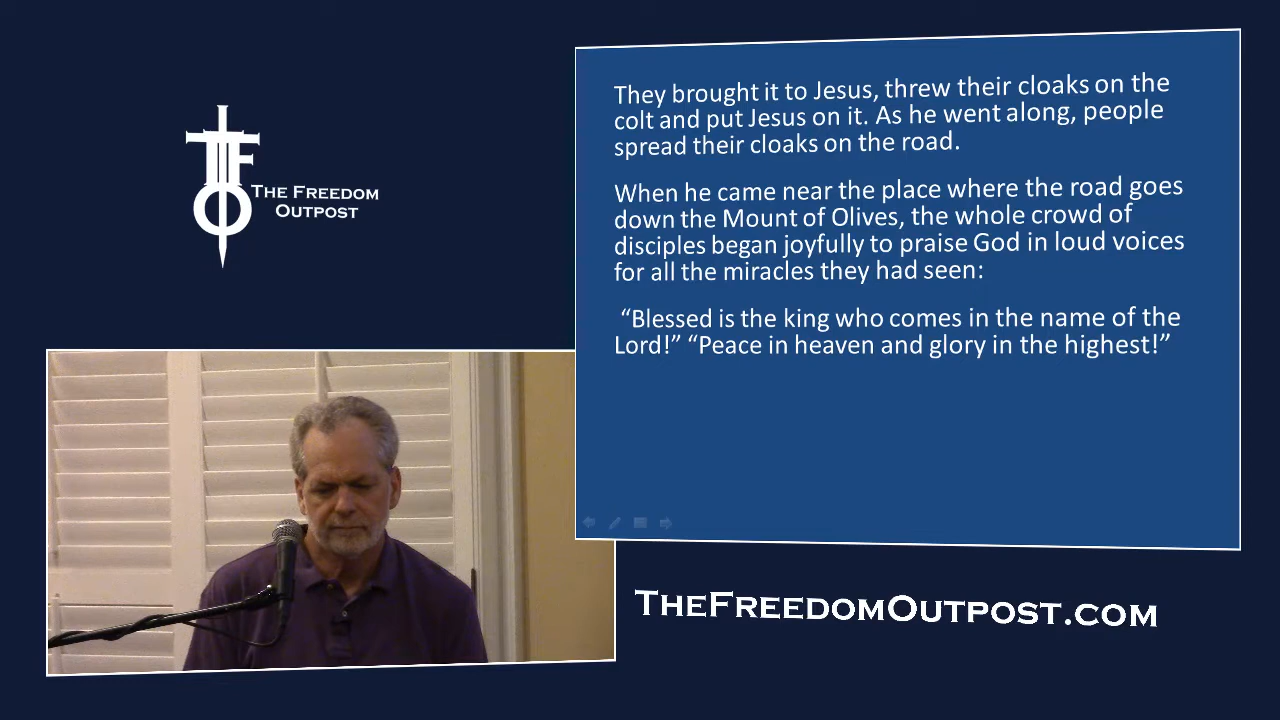 TFO
THE FREEDOM
OUTPOST
They brought it to Jesus, threw their cloaks on the
colt and put Jesus on it. As he went along, people
spread their cloaks on the road.
When he came near the place where the road goes
down the Mount of Olives, the whole crowd of
disciples began joyfully to praise God in loud voices
for all the miracles they had seen:
“Blessed is the king who comes in the name of the
Lord!” “Peace in heaven and glory in the highest!”
THEFREEDOMOUTPOST.COM